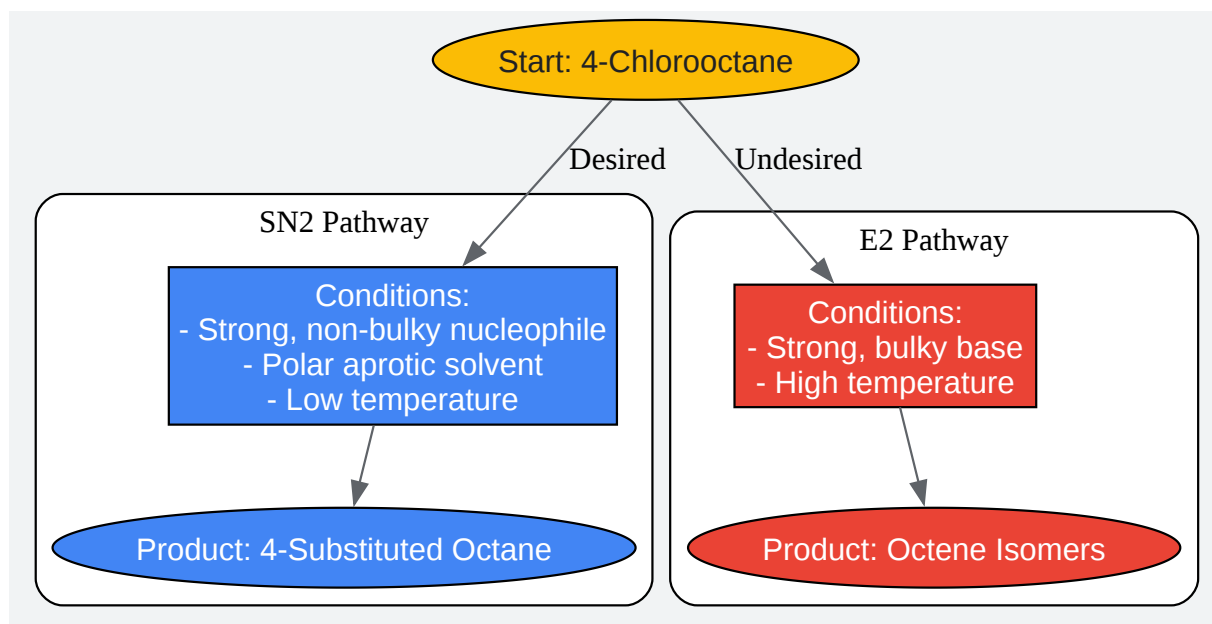 Start: 4-Chlorooctane
Desired
Undesired
SN2 Pathway
Conditions:
- Strong, non-bulky nucleophile
- Polar aprotic solvent
- Low temperature
Product: 4-Substituted Octane
E2 Pathway
Conditions:
- Strong, bulky base
- High temperature
Product: Octene Isomers